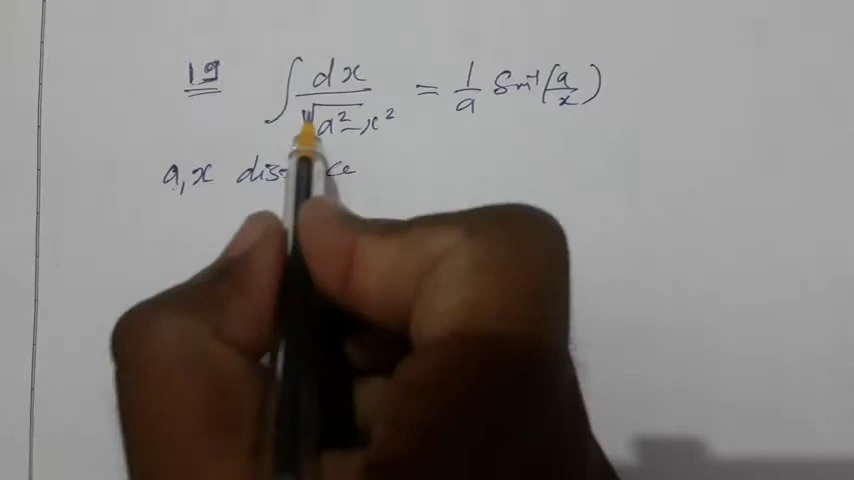 19 ∫ dx / √a²-x² = 1/a Sin⁻¹(a/x)
a, x